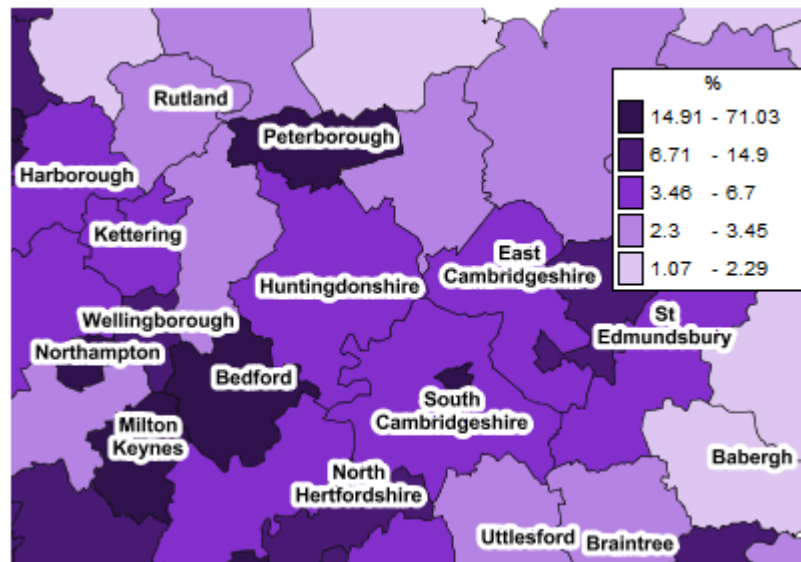 %
14.91 - 71.03
6.71 - 14.9
3.46 - 6.7
2.3 - 3.45
1.07 - 2.29
Rutland
Peterborough
Harborough
Kettering
East
Cambridgeshire
Huntingdonshire
Wellingborough
St
Edmundsbury
Northampton
Bedford
South
Cambridgeshire
Milton
Keynes
Babergh
North
Hertfordshire
Uttlesford
Braintree